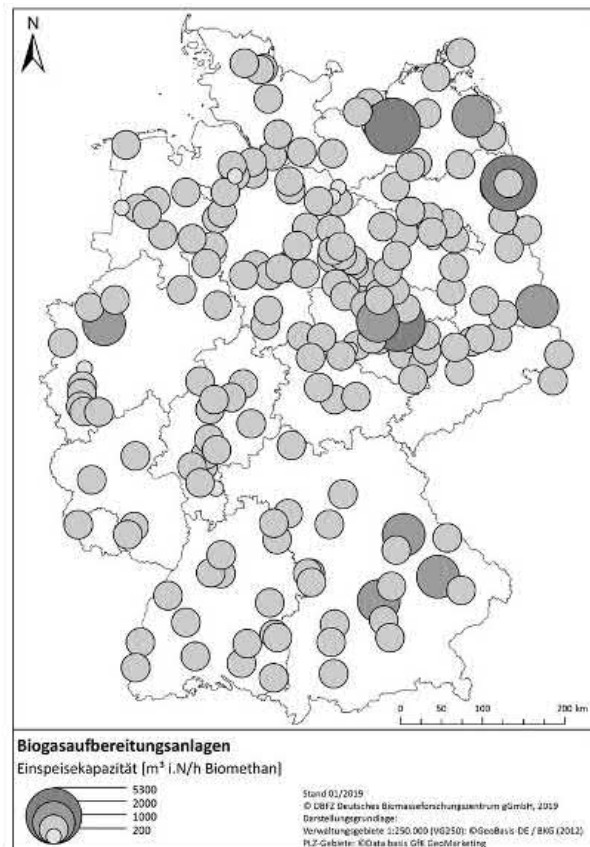 N
0 50 100 200 km
Biogasaufbereitungsanlagen
Einspeisekapazität [m³ i.N/h Biomethan]
5300
2000
1000
200
Stand 01/2019
© DBFZ Deutsches Biomasseforschungszentrum gGmbH, 2019
Darstellungsgrundlage:
Verwaltungsgebiete 1:250.000 (VG250): ©GeoBasis-DE / BKG (2012)
PLZ-Gebiete: ©Data basis GfK GeoMarketing